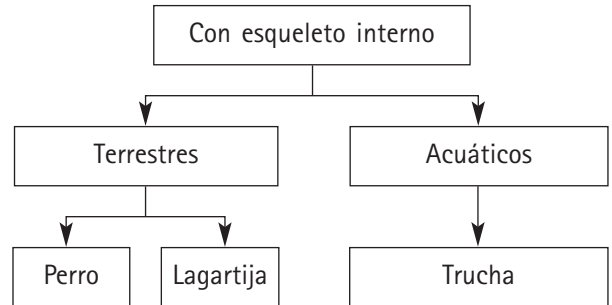 Con esqueleto interno
Terrestres
Acuáticos
Perro
Lagartija
Trucha